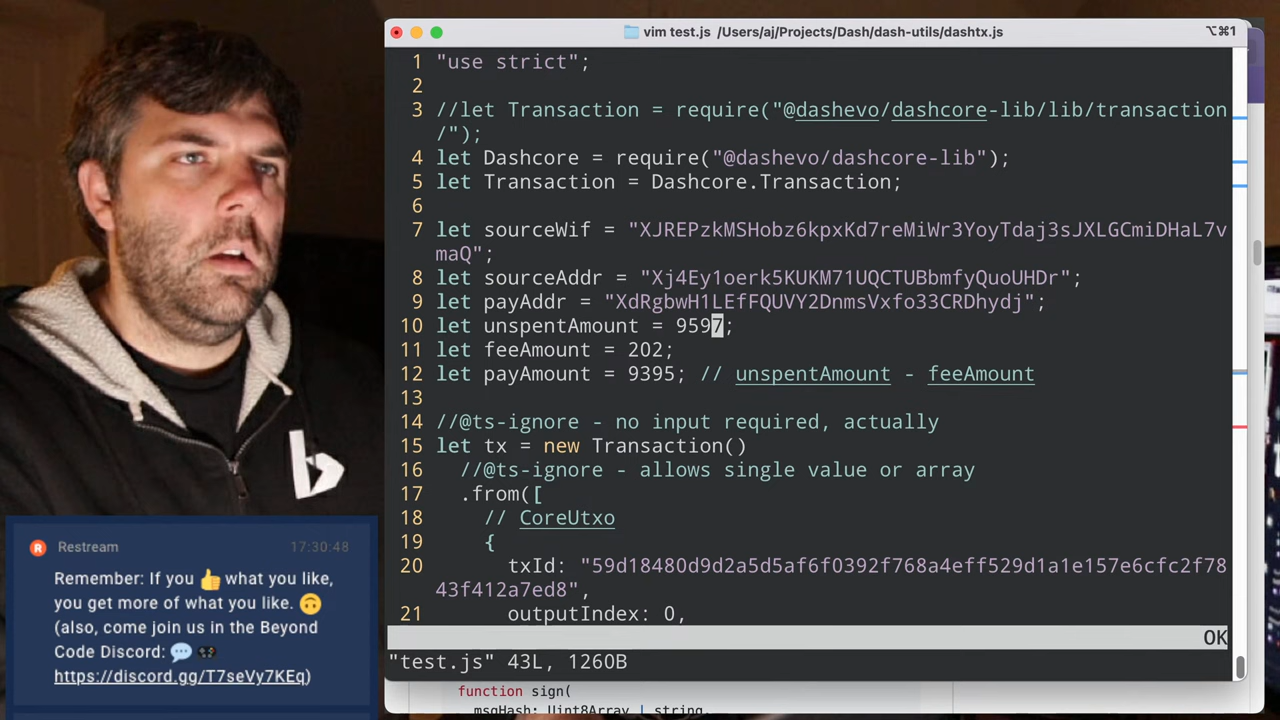 vim test.js /Users/aj/Projects/Dash/dash-utils/dashtx.js
⌥⌘1
1 "use strict";
2
3 //let Transaction = require("@dashevo/dashcore-lib/lib/transaction
/");
4 let Dashcore = require("@dashevo/dashcore-lib");
5 let Transaction = Dashcore.Transaction;
6
7 let sourceWif = "XJREPzkMSHobz6kpxKd7reMiWr3YoyTdaj3sJXLGCmiDHaL7v
maQ";
8 let sourceAddr = "Xj4Ey1oerk5KUKM71UQCTUBbmfyQuoUHDr";
9 let payAddr = "XdRgbwH1LEfFQUVY2DnmsVxfo33CRDhydj";
10 let unspentAmount = 9597;
11 let feeAmount = 202;
12 let payAmount = 9395; // unspentAmount - feeAmount
13
14 //@ts-ignore - no input required, actually
15 let tx = new Transaction()
16 //@ts-ignore - allows single value or array
17 .from([
18 // CoreUtxo
19 {
20 txId: "59d18480d9d2a5d5af6f0392f768a4eff529d1a1e157e6cfc2f78
43f412a7ed8",
21 outputIndex: 0,
OK
"test.js" 43L, 1260B
function sign(
msgHash: Uint8Array | string,
b
R Restream 17:30:48
Remember: If you 👍 what you like,
you get more of what you like. 🙃
(also, come join us in the Beyond
Code Discord: 💬 🎮
https://discord.gg/T7seVy7KEq)